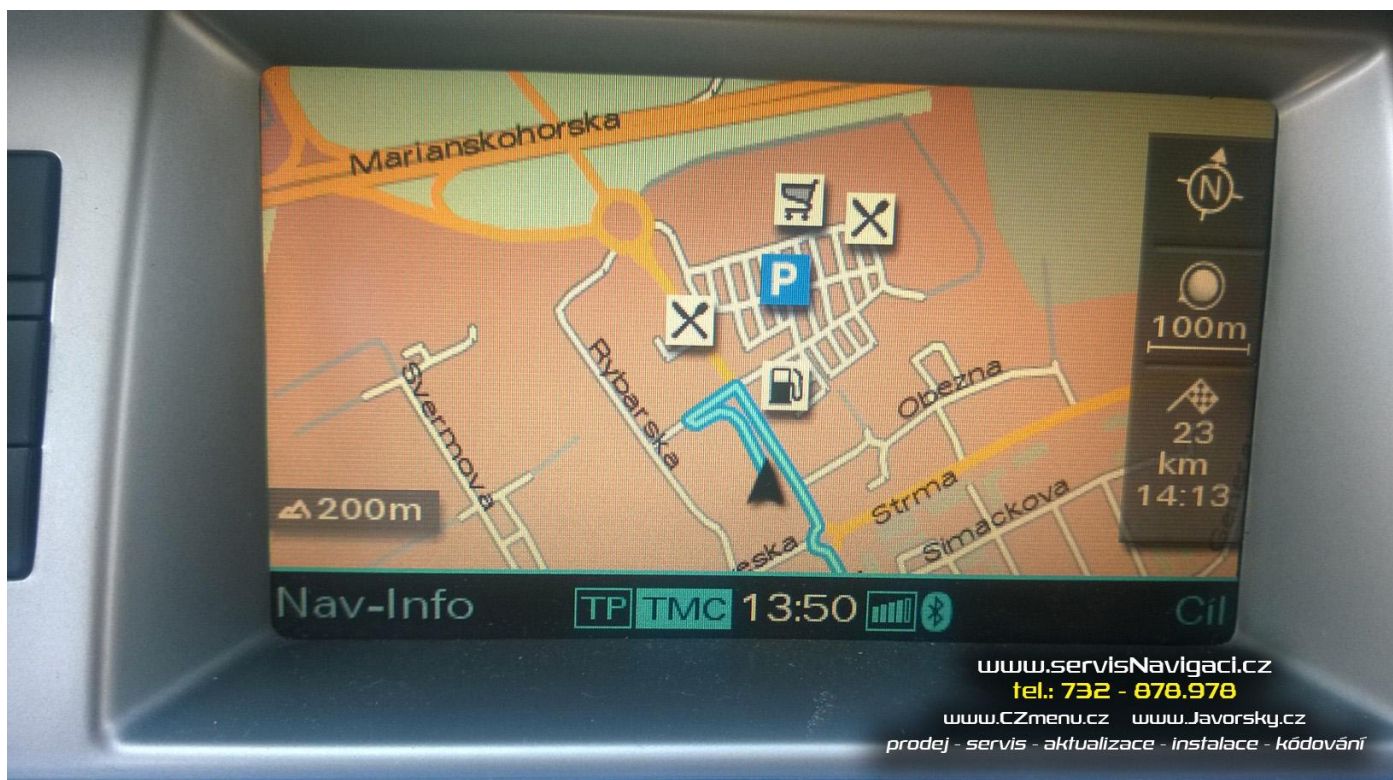 Marianskohorska
N
P
100m
Rybarska
Svermova
Obezna
23
km
14:13
Strma
Simackova
200m
eska
Nav-Info
TP TMC 13:50
Cíl
www.servisNavigaci.cz
tel.: 732 - 878.978
www.CZmenu.cz www.Javorsky.cz
prodej - servis - aktualizace - instalace - kódování